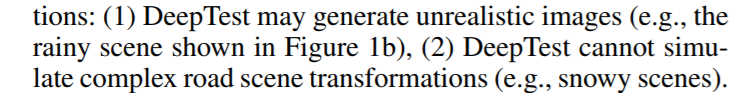 tions: (1) DeepTest may generate unrealistic images (e.g., the
rainy scene shown in Figure 1b), (2) DeepTest cannot simu-
late complex road scene transformations (e.g., snowy scenes).